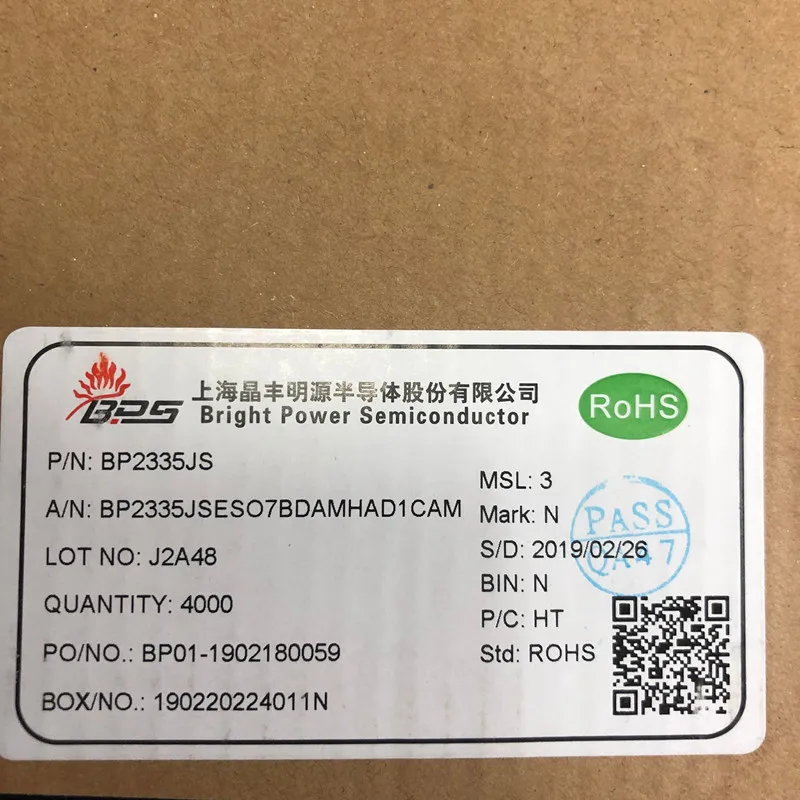 BPS
上海晶丰明源半导体股份有限公司
Bright Power Semiconductor
RoHS
P/N: BP2335JS
A/N: BP2335JSESO7BDAMHAD1CAM
LOT NO: J2A48
QUANTITY: 4000
PO/NO.: BP01-1902180059
BOX/NO.: 190220224011N
MSL: 3
Mark: N
S/D: 2019/02/26
BIN: N
P/C: HT
Std: ROHS
PASS
QA47